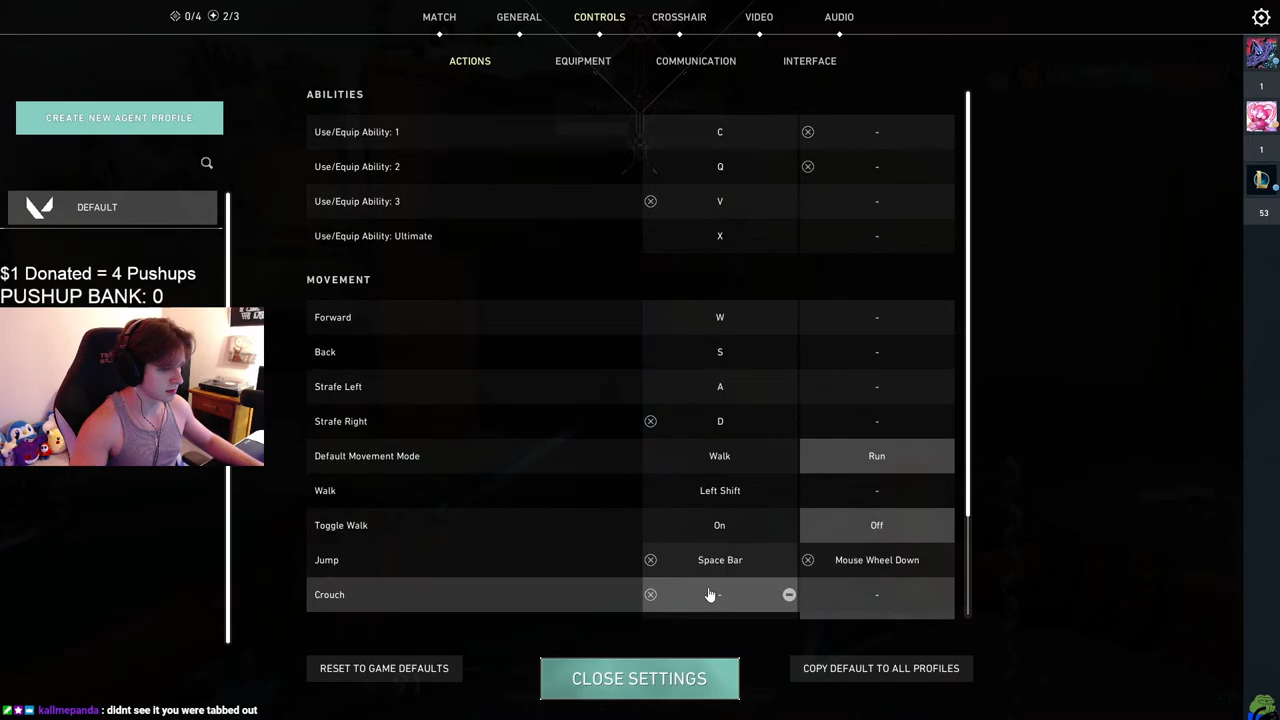 0/4 2/3
MATCH GENERAL CONTROLS CROSSHAIR VIDEO AUDIO
ACTIONS EQUIPMENT COMMUNICATION INTERFACE
CREATE NEW AGENT PROFILE
DEFAULT
$1 Donated = 4 Pushups
PUSHUP BANK: 0
ABILITIES
Use/Equip Ability: 1 C -
Use/Equip Ability: 2 Q -
Use/Equip Ability: 3 V -
Use/Equip Ability: Ultimate X -
MOVEMENT
Forward W -
Back S -
Strafe Left A -
Strafe Right D -
Default Movement Mode Walk Run
Walk Left Shift -
Toggle Walk On Off
Jump Space Bar Mouse Wheel Down
Crouch - -
RESET TO GAME DEFAULTS
CLOSE SETTINGS
COPY DEFAULT TO ALL PROFILES
1
1
53
kallmepanda : didnt see it you were tabbed out